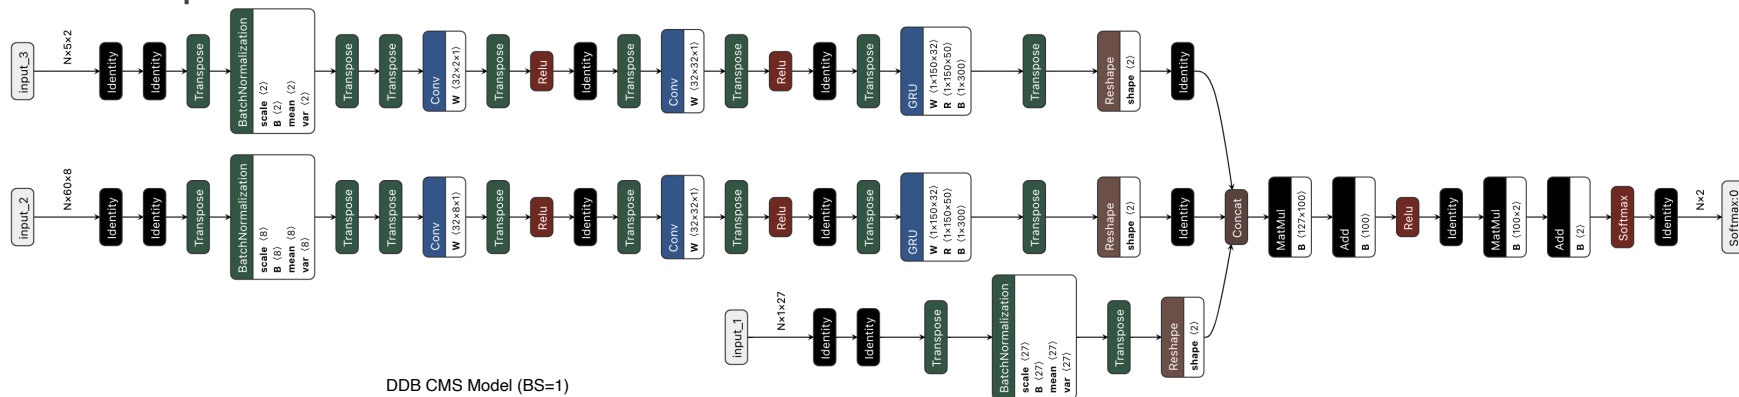 input_3
N×5×2
Identity
Identity
Transpose
BatchNormalization
scale ⟨2⟩
B ⟨2⟩
mean ⟨2⟩
var ⟨2⟩
Transpose
Transpose
Conv
W ⟨32×2×1⟩
Transpose
Relu
Identity
Transpose
Conv
W ⟨32×32×1⟩
Transpose
Relu
Identity
Transpose
GRU
W ⟨1×150×32⟩
R ⟨1×150×50⟩
B ⟨1×300⟩
Transpose
Reshape
shape ⟨2⟩
Identity
input_2
N×60×8
Identity
Identity
Transpose
BatchNormalization
scale ⟨8⟩
B ⟨8⟩
mean ⟨8⟩
var ⟨8⟩
Transpose
Transpose
Conv
W ⟨32×8×1⟩
Transpose
Relu
Identity
Transpose
Conv
W ⟨32×32×1⟩
Transpose
Relu
Identity
Transpose
GRU
W ⟨1×150×32⟩
R ⟨1×150×50⟩
B ⟨1×300⟩
Transpose
Reshape
shape ⟨2⟩
Identity
Concat
MatMul
B ⟨127×100⟩
Add
B ⟨100⟩
Relu
Identity
MatMul
B ⟨100×2⟩
Add
B ⟨2⟩
Softmax
Identity
N×2
Softmax:0
input_1
N×1×27
Identity
Identity
Transpose
BatchNormalization
scale ⟨27⟩
B ⟨27⟩
mean ⟨27⟩
var ⟨27⟩
Transpose
Reshape
shape ⟨2⟩
DDB CMS Model (BS=1)